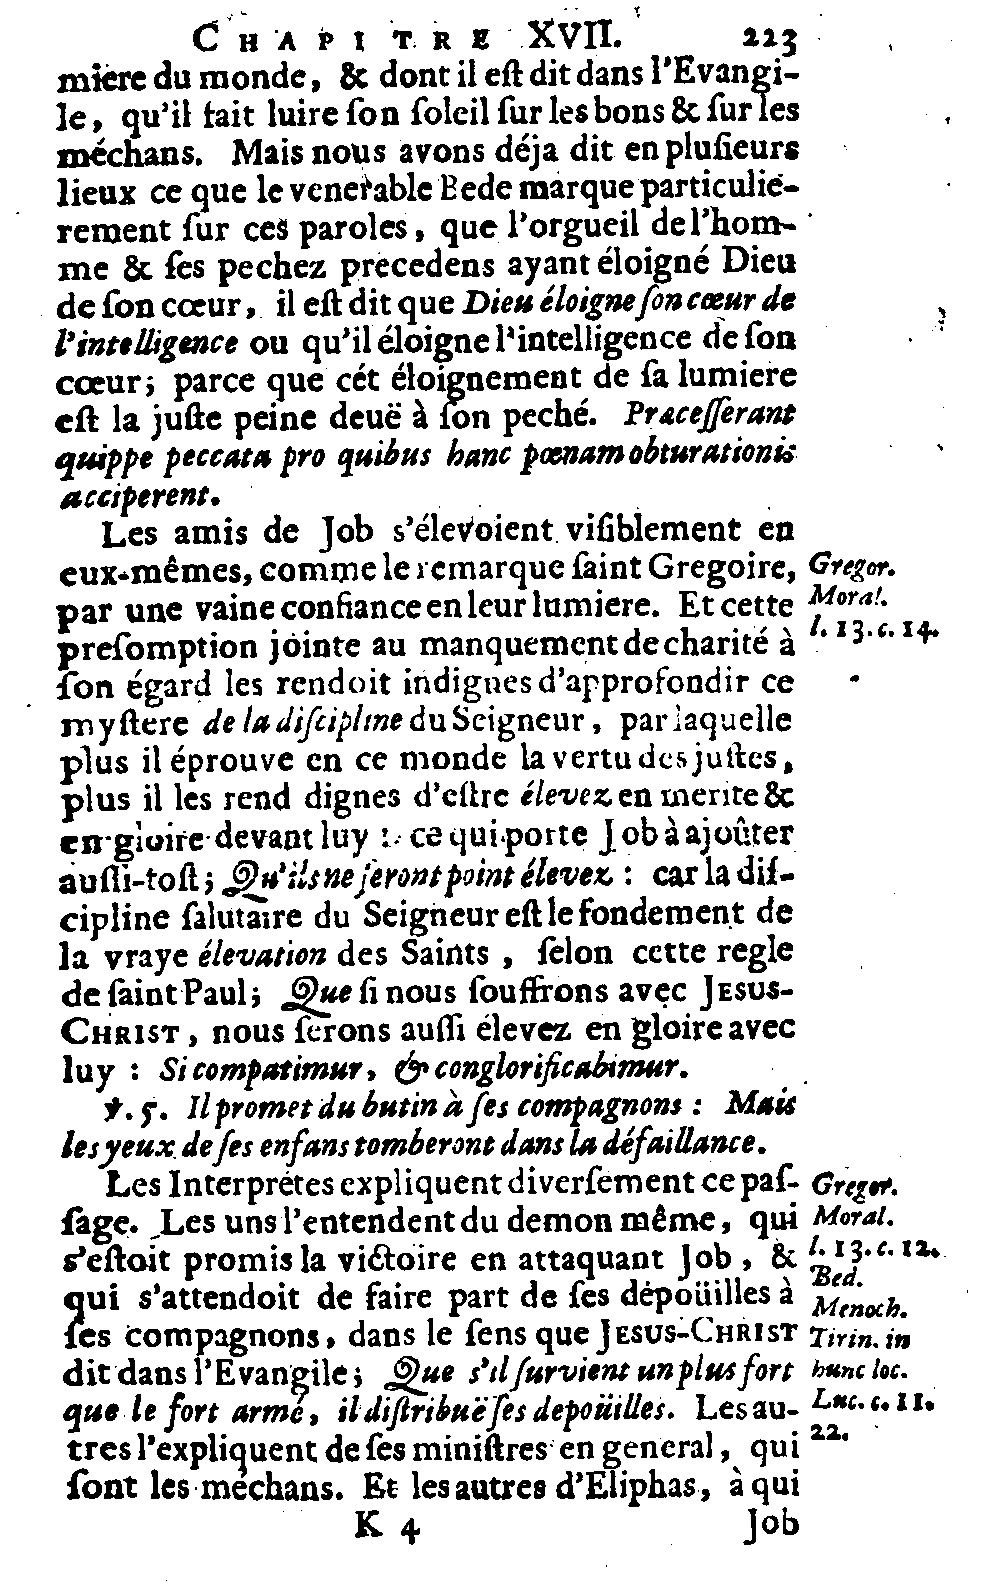 CHAPITRE XVII. 223
miere du monde, & dont il eſt dit dans l'Evangi-
le, qu'il fait luire ſon ſoleil ſur les bons & ſur les
méchans. Mais nous avons déja dit en pluſieurs
lieux ce que le venerable Bede marque particulié-
rement ſur ces paroles, que l'orgueil de l'hom-
me & ſes pechez precedens ayant éloigné Dieu
de ſon cœur, il eſt dit que Dieu éloigne ſon cœur de
l'intelligence ou qu'il éloigne l'intelligence de ſon
cœur; parce que cét éloignement de ſa lumiere
eſt la juſte peine deuë à ſon peché. Præceſſerant
quippe peccata pro quibus hanc pœnam obturationis
acciperent.
Les amis de Job s'élevoient viſiblement en
eux-mêmes, comme le remarque ſaint Gregoire,
par une vaine confiance en leur lumiere. Et cette
preſomption jointe au manquement de charité à
ſon égard les rendoit indignes d'approfondir ce
myſtere de la diſcipline du Seigneur, par laquelle
plus il éprouve en ce monde la vertu des juſtes,
plus il les rend dignes d'eſtre élevez en merite &
en gloire devant luy : ce qui porte Job à ajoûter
auſſi-toſt; Qu'ils ne ſeront point élevez : car la diſ-
cipline ſalutaire du Seigneur eſt le fondement de
la vraye élevation des Saints, ſelon cette regle
de ſaint Paul; Que ſi nous ſouffrons avec JESUS-
CHRIST, nous ſerons auſſi élevez en gloire avec
luy : Si compatimur, & conglorificabimur.
℣. 5. Il promet du butin à ſes compagnons : Mais
les yeux de ſes enfans tomberont dans la défaillance.
Les Interprétes expliquent diverſement ce paſ-
ſage. Les uns l'entendent du demon même, qui
s'eſtoit promis la victoire en attaquant Job, &
qui s'attendoit de faire part de ſes dépoüilles à
ſes compagnons, dans le ſens que JESUS-CHRIST
dit dans l'Evangile; Que s'il ſurvient un plus fort
que le fort armé, il diſtribuë ſes depoüilles. Les au-
tres l'expliquent de ſes miniſtres en general, qui
ſont les méchans. Et les autres d'Eliphas, à qui
K 4 Job
Gregor.
Moral.
l. 13. c. 14.
Gregor.
Moral.
l. 13. c. 12.
Bed.
Menoch.
Tirin. in
hunc loc.
Luc. c. 11.
22.